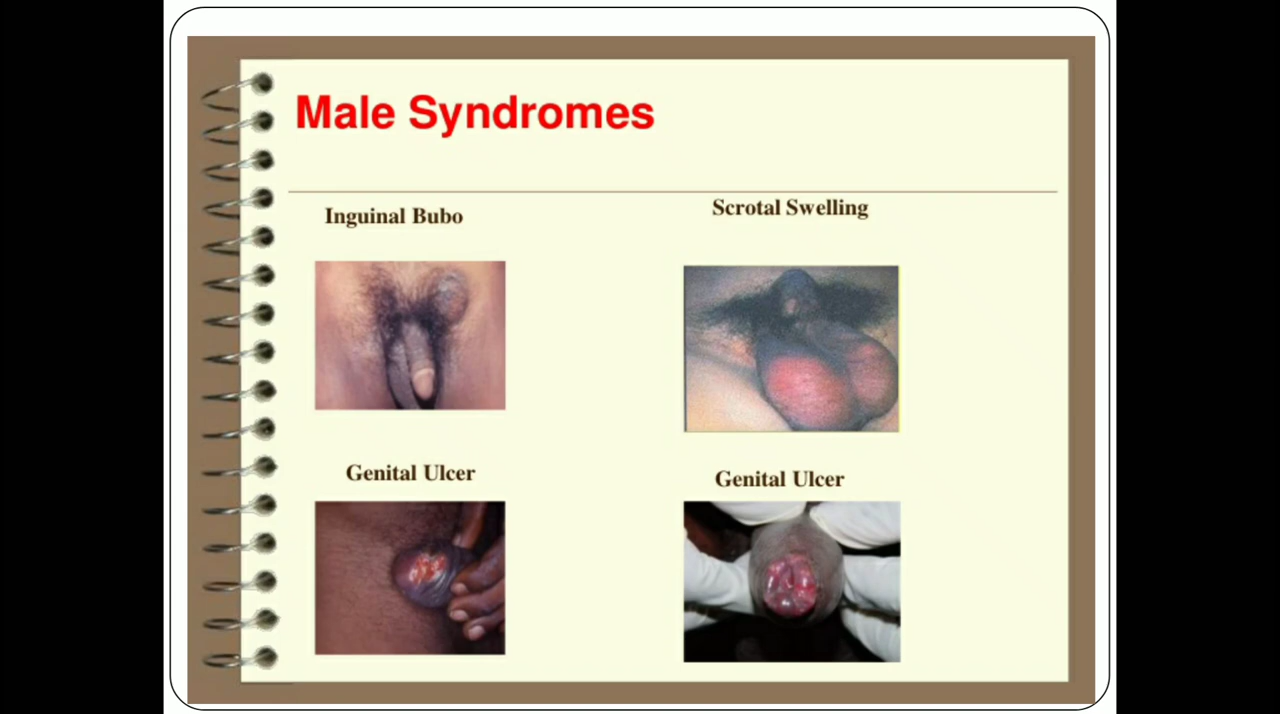 Male Syndromes
Inguinal Bubo
Scrotal Swelling
Genital Ulcer
Genital Ulcer